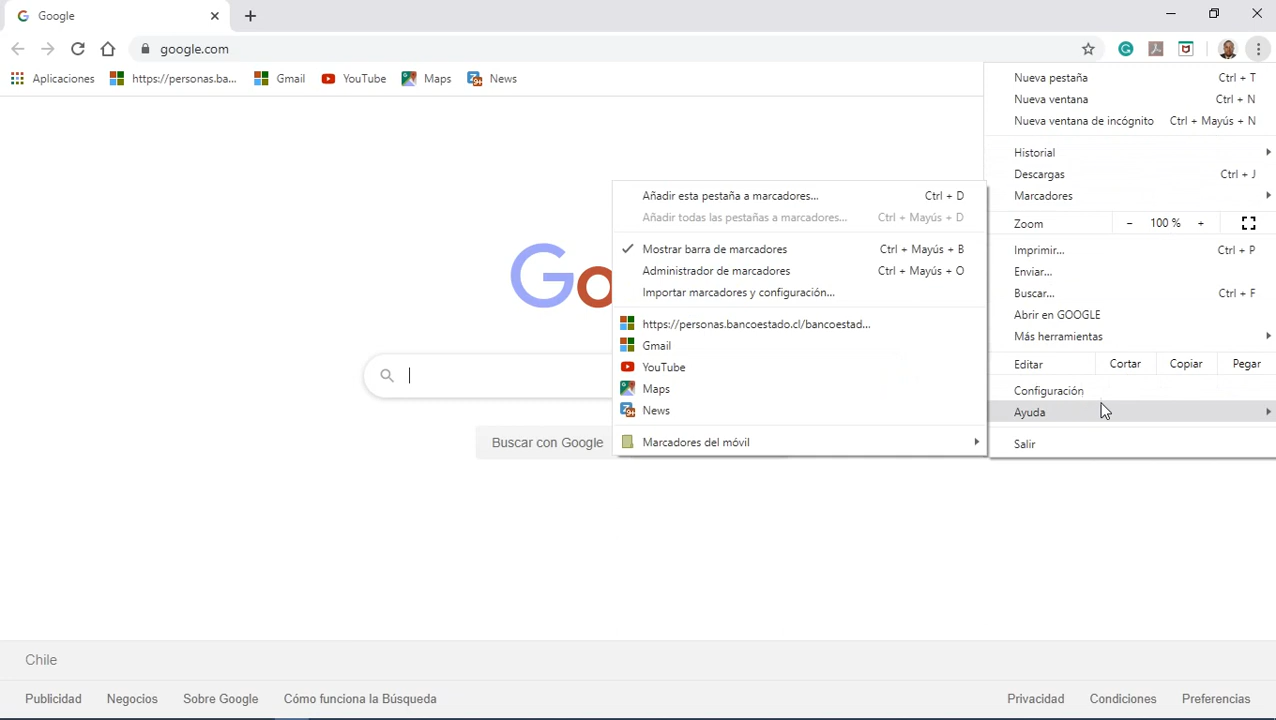 Google
google.com
Aplicaciones https://personas.ba... Gmail YouTube Maps News
Nueva pestaña Ctrl + T
Nueva ventana Ctrl + N
Nueva ventana de incógnito Ctrl + Mayús + N
Historial
Descargas Ctrl + J
Marcadores
Zoom - 100 % +
Imprimir... Ctrl + P
Enviar...
Buscar... Ctrl + F
Abrir en GOOGLE
Más herramientas
Editar Cortar Copiar Pegar
Configuración
Ayuda
Salir
Añadir esta pestaña a marcadores... Ctrl + D
Añadir todas las pestañas a marcadores... Ctrl + Mayús + D
Mostrar barra de marcadores Ctrl + Mayús + B
Administrador de marcadores Ctrl + Mayús + O
Importar marcadores y configuración...
https://personas.bancoestado.cl/bancoestad...
Gmail
YouTube
Maps
News
Marcadores del móvil
Go
Buscar con Google
Chile
Publicidad Negocios Sobre Google Cómo funciona la Búsqueda Privacidad Condiciones Preferencias